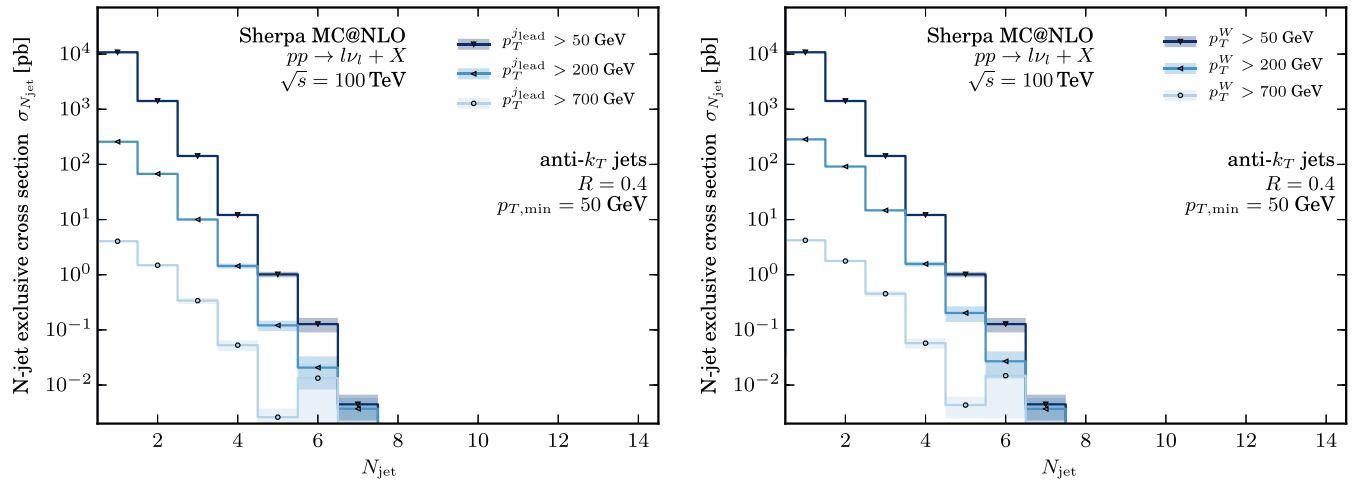 N-jet exclusive cross section σ_{N_jet} [pb]
10^4
10^3
10^2
10^1
10^0
10^{-1}
10^{-2}
Sherpa MC@NLO
pp → lν_l + X
√s = 100 TeV
p_T^{j_lead} > 50 GeV
p_T^{j_lead} > 200 GeV
p_T^{j_lead} > 700 GeV
anti-k_T jets
R = 0.4
p_{T,min} = 50 GeV
2 4 6 8 10 12 14
N_jet
N-jet exclusive cross section σ_{N_jet} [pb]
10^4
10^3
10^2
10^1
10^0
10^{-1}
10^{-2}
Sherpa MC@NLO
pp → lν_l + X
√s = 100 TeV
p_T^W > 50 GeV
p_T^W > 200 GeV
p_T^W > 700 GeV
anti-k_T jets
R = 0.4
p_{T,min} = 50 GeV
2 4 6 8 10 12 14
N_jet